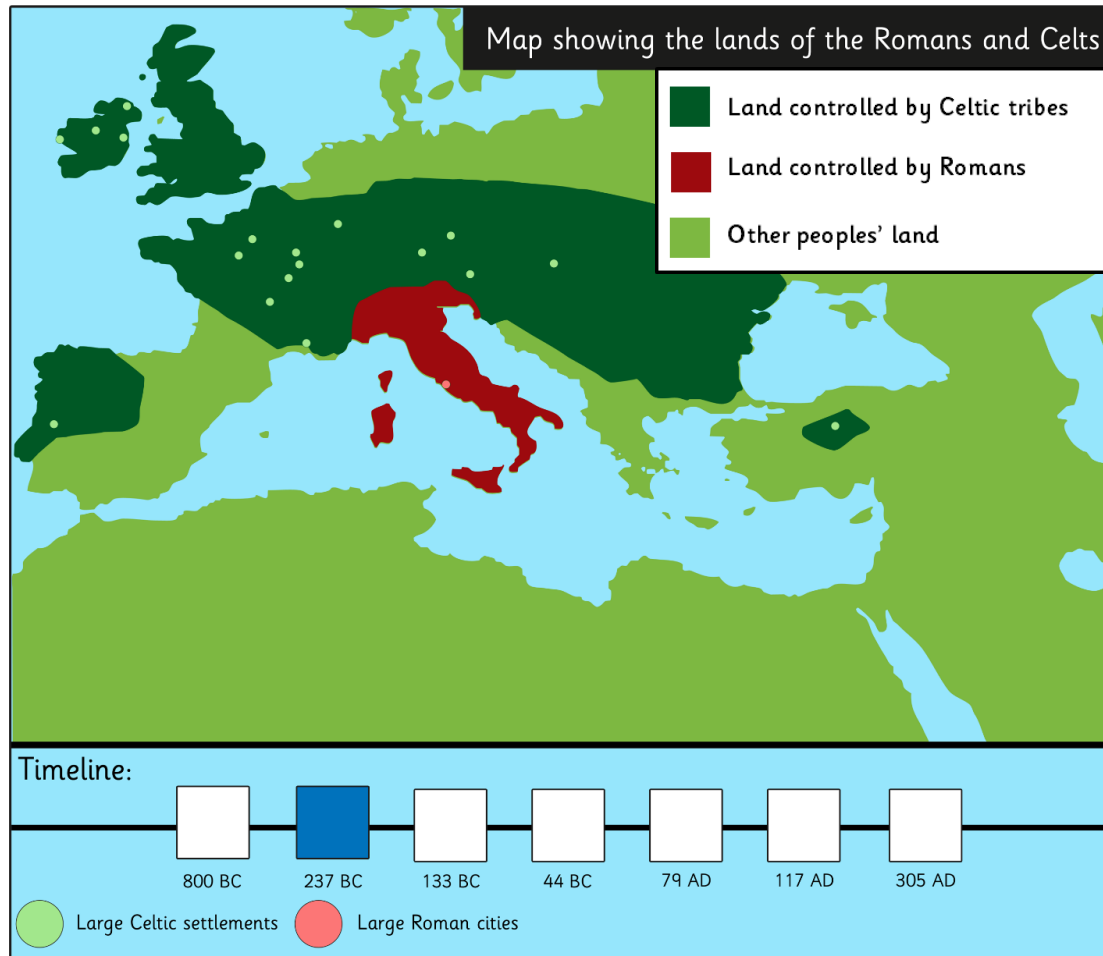 Map showing the lands of the Romans and Celts
Land controlled by Celtic tribes
Land controlled by Romans
Other peoples' land
Timeline:
800 BC
237 BC
133 BC
44 BC
79 AD
117 AD
305 AD
Large Celtic settlements
Large Roman cities